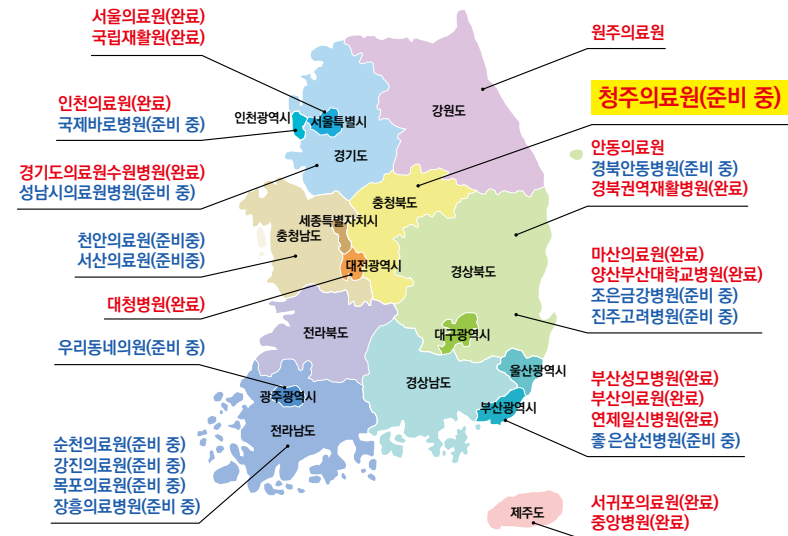 서울의료원(완료)
국립재활원(완료)
원주의료원
인천의료원(완료)
국제바로병원(준비 중)
청주의료원(준비 중)
경기도의료원수원병원(완료)
성남시의료원병원(준비 중)
안동의료원
경북안동병원(준비 중)
경북권역재활병원(완료)
천안의료원(준비중)
서산의료원(준비 중)
마산의료원(완료)
양산부산대학교병원(완료)
조은금강병원(준비 중)
진주고려병원(준비 중)
대청병원(완료)
우리동네의원(준비 중)
부산성모병원(완료)
부산의료원(완료)
연제일신병원(완료)
좋은삼선병원(준비 중)
순천의료원(준비 중)
강진의료원(준비 중)
목포의료원(준비 중)
장흥의료병원(준비 중)
서귀포의료원(완료)
중앙병원(완료)
인천광역시
서울특별시
강원도
경기도
충청북도
세종특별자치시
충청남도
대전광역시
경상북도
전라북도
대구광역시
울산광역시
경상남도
광주광역시
부산광역시
전라남도
제주도